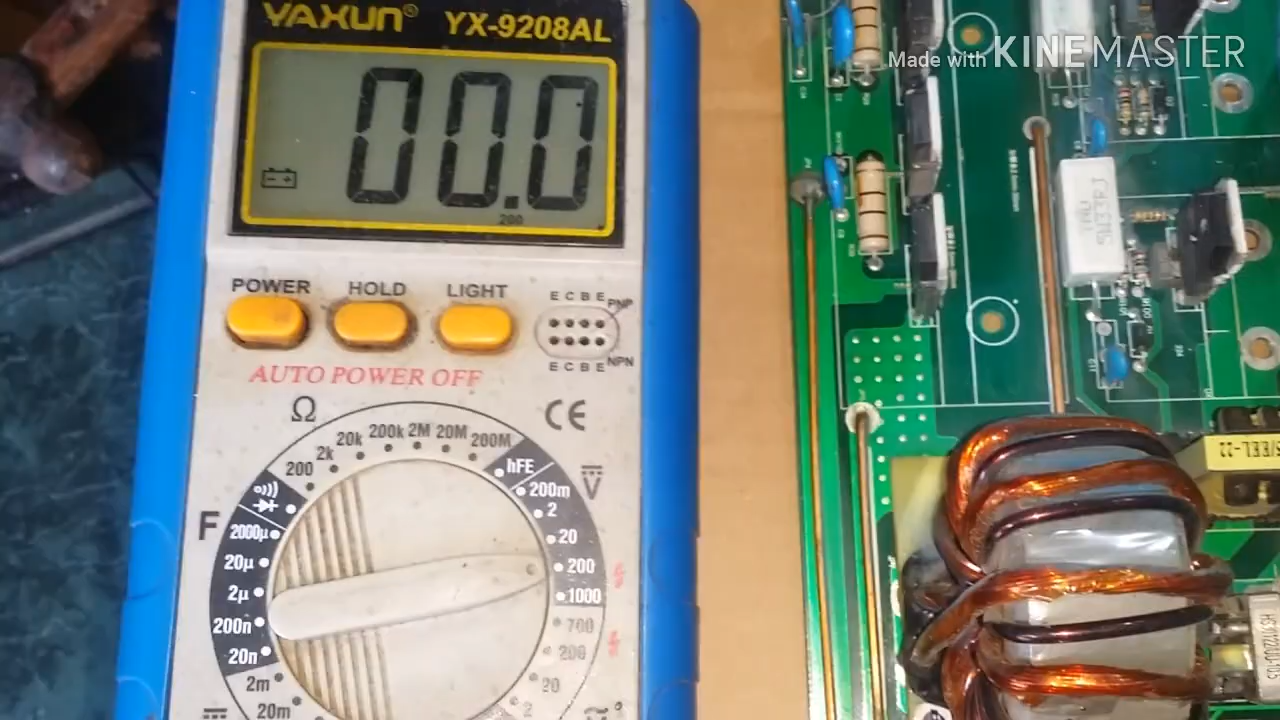 YAXUN® YX-9208AL
00.0
200
Made with KINEMASTER
POWER HOLD LIGHT
E C B E
PNP
E C B E
NPN
AUTO POWER OFF
CE
Ω
200 2k 20k 200k 2M 20M 200M
hFE
F
2000μ
20μ
2μ
200n
20n
2m
20m
V
200m
2
20
200
1000
700
200
20
2